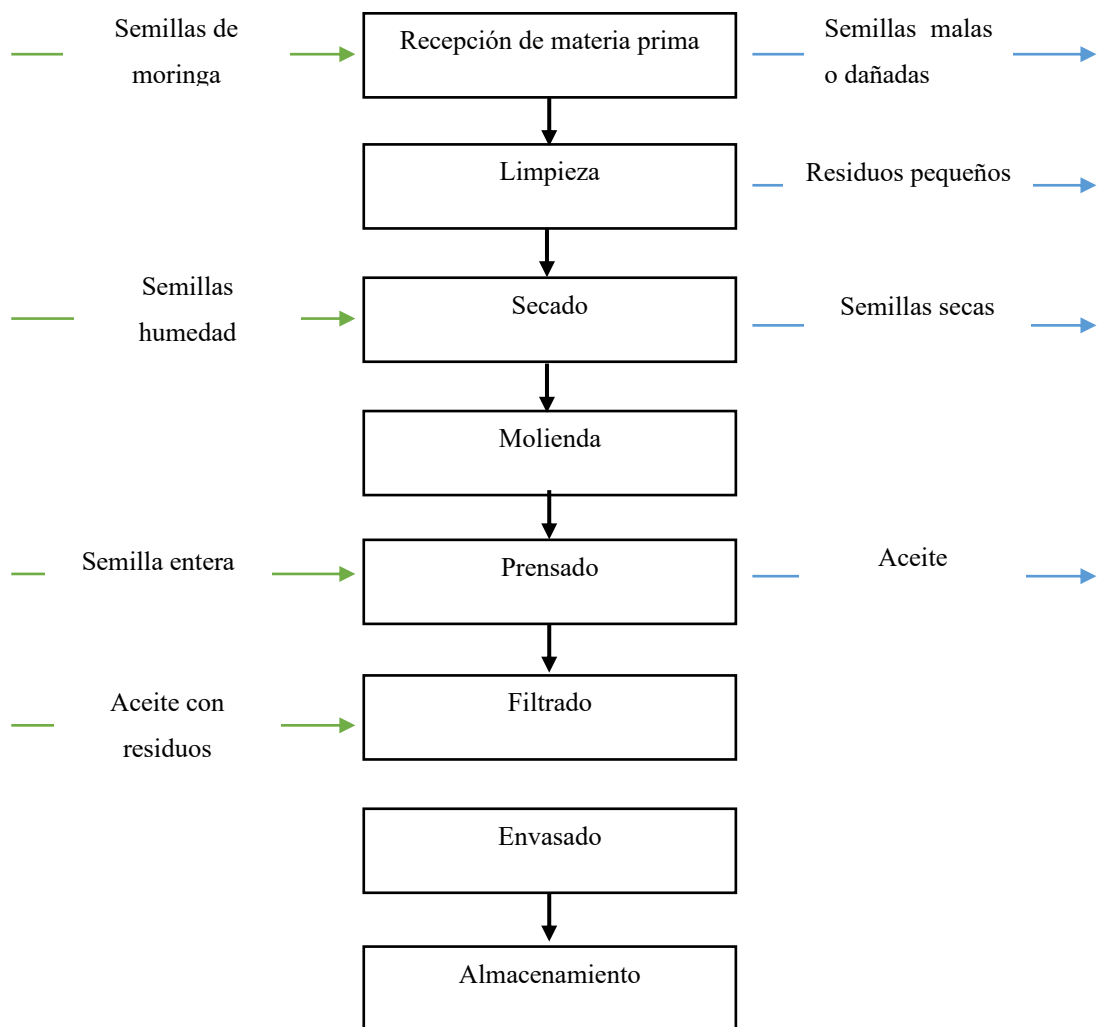 Semillas de
moringa
Recepción de materia prima
Semillas malas
o dañadas
Limpieza
Residuos pequeños
Semillas
humedad
Secado
Semillas secas
Molienda
Semilla entera
Prensado
Aceite
Aceite con
residuos
Filtrado
Envasado
Almacenamiento